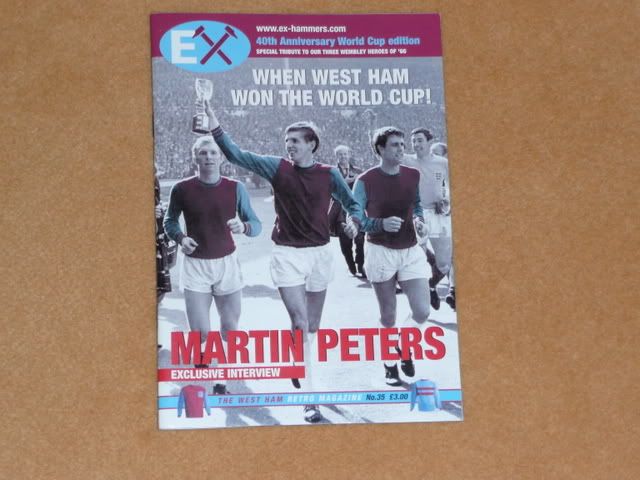 EX
www.ex-hammers.com
40th Anniversary World Cup edition
SPECIAL TRIBUTE TO OUR THREE WEMBLEY HEROES OF '66
WHEN WEST HAM
WON THE WORLD CUP!
MARTIN PETERS
EXCLUSIVE INTERVIEW
THE WEST HAM RETRO MAGAZINE No.35 £3.00